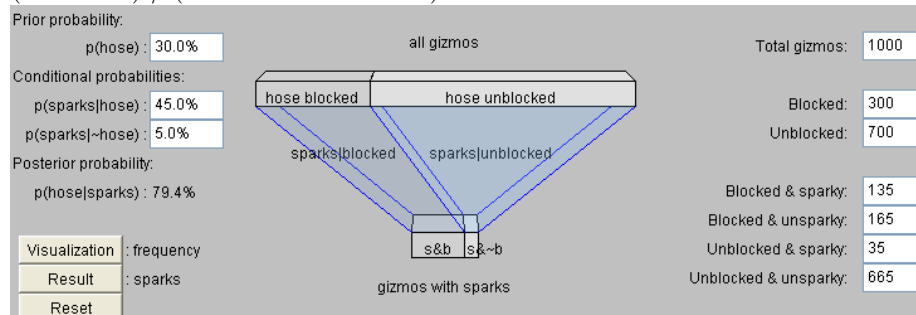 Prior probability:
p(hose) : 30.0%
Conditional probabilities:
p(sparks|hose) : 45.0%
p(sparks|~hose) : 5.0%
Posterior probability:
p(hose|sparks) : 79.4%
Visualization : frequency
Result : sparks
Reset
all gizmos
hose blocked hose unblocked
sparks|blocked sparks|unblocked
s&b s&~b
gizmos with sparks
Total gizmos: 1000
Blocked: 300
Unblocked: 700
Blocked & sparky: 135
Blocked & unsparky: 165
Unblocked & sparky: 35
Unblocked & unsparky: 665